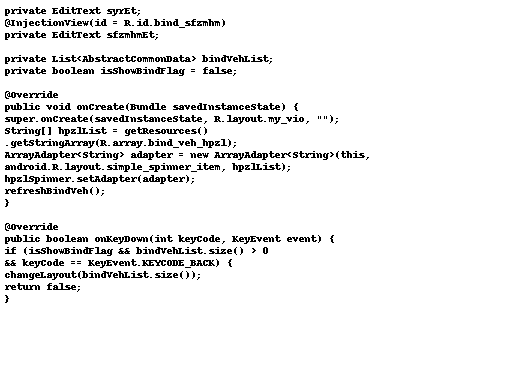 private EditText syrEt;
@InjectionView(id = R.id.bind_sfzmhm)
private EditText sfzmhmEt;
private List<AbstractCommonData> bindVehList;
private boolean isShowBindFlag = false;
@Override
public void onCreate(Bundle savedInstanceState) {
super.onCreate(savedInstanceState, R.layout.my_vio, "");
String[] hpzlList = getResources()
.getStringArray(R.array.bind_veh_hpzl);
ArrayAdapter<String> adapter = new ArrayAdapter<String>(this,
android.R.layout.simple_spinner_item, hpzlList);
hpzlSpinner.setAdapter(adapter);
refreshBindVeh();
}
@Override
public boolean onKeyDown(int keyCode, KeyEvent event) {
if (isShowBindFlag && bindVehList.size() > 0
&& keyCode == KeyEvent.KEYCODE_BACK) {
changeLayout(bindVehList.size());
return false;
}